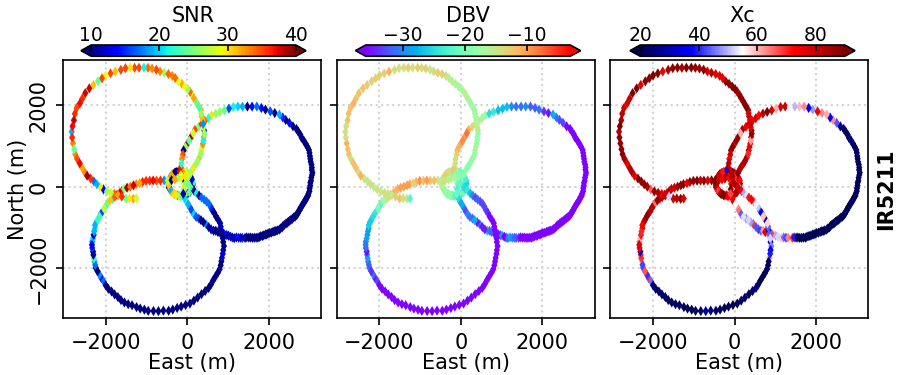 SNR DBV Xc
10 20 30 40 −30 −20 −10 20 40 60 80
2000
0
−2000
North (m)
IR5211
−2000 0 2000 −2000 0 2000 −2000 0 2000
East (m) East (m) East (m)